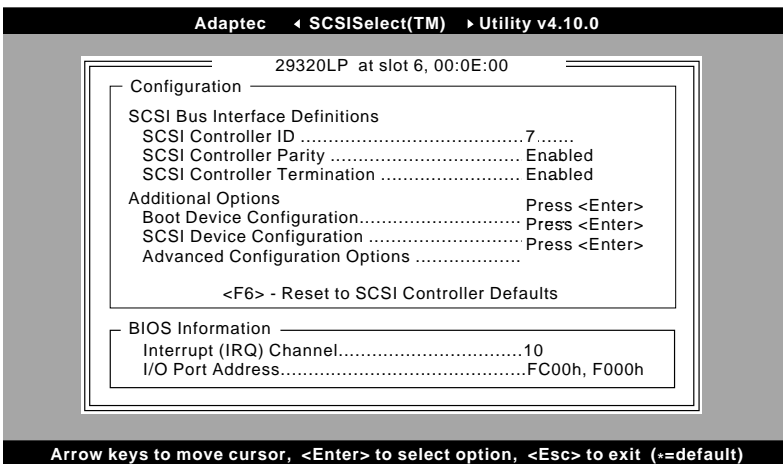 Adaptec ◂ SCSISelect(TM) ▸ Utility v4.10.0
29320LP at slot 6, 00:0E:00
Configuration
SCSI Bus Interface Definitions
SCSI Controller ID ........................................7.......
SCSI Controller Parity .................................. Enabled
SCSI Controller Termination ......................... Enabled
Additional Options
Boot Device Configuration............................. Press <Enter>
SCSI Device Configuration ............................ Press <Enter>
Advanced Configuration Options ................... Press <Enter>
<F6> - Reset to SCSI Controller Defaults
BIOS Information
Interrupt (IRQ) Channel.................................10
I/O Port Address............................................FC00h, F000h
Arrow keys to move cursor, <Enter> to select option, <Esc> to exit (*=default)